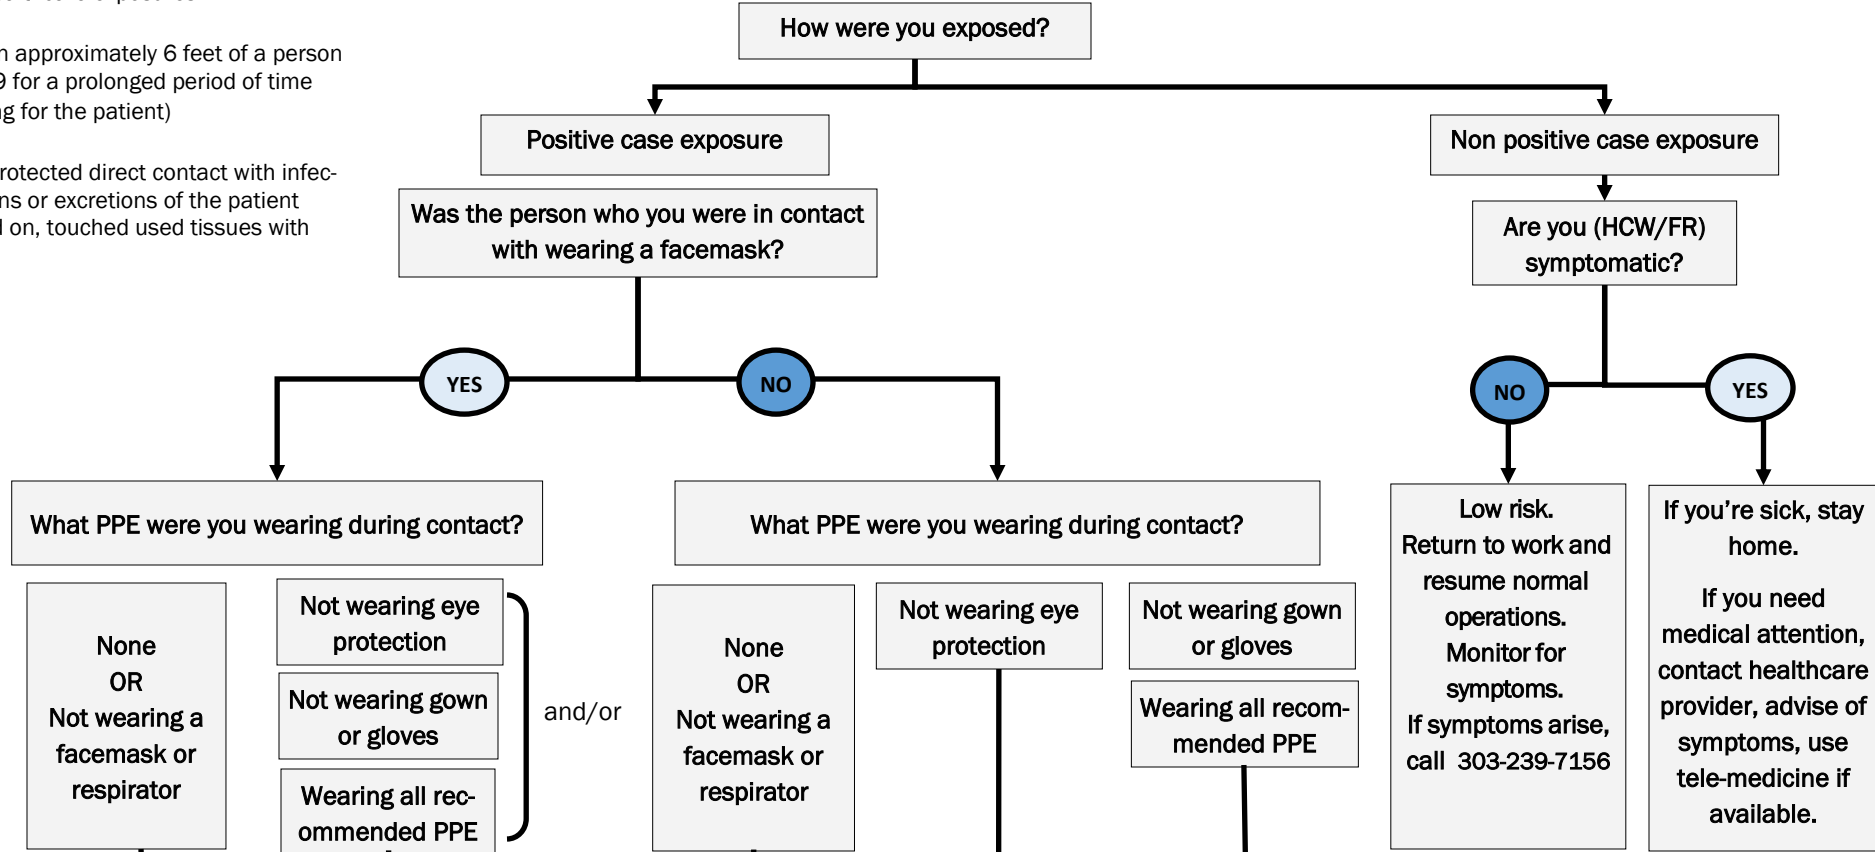 n approximately 6 feet of a person
9 for a prolonged period of time
g for the patient)
rotected direct contact with infec-
ns or excretions of the patient
d on, touched used tissues with
How were you exposed?
Positive case exposure
Non positive case exposure
Was the person who you were in contact
with wearing a facemask?
Are you (HCW/FR)
symptomatic?
YES
NO
NO
YES
What PPE were you wearing during contact?
None
OR
Not wearing a
facemask or
respirator
Not wearing eye
protection
Not wearing gown
or gloves
Wearing all rec-
ommended PPE
and/or
What PPE were you wearing during contact?
None
OR
Not wearing a
facemask or
respirator
Not wearing eye
protection
Not wearing gown
or gloves
Wearing all recom-
mended PPE
Low risk.
Return to work and
resume normal
operations.
Monitor for
symptoms.
If symptoms arise,
call 303-239-7156
If you're sick, stay
home.
If you need
medical attention,
contact healthcare
provider, advise of
symptoms, use
tele-medicine if
available.